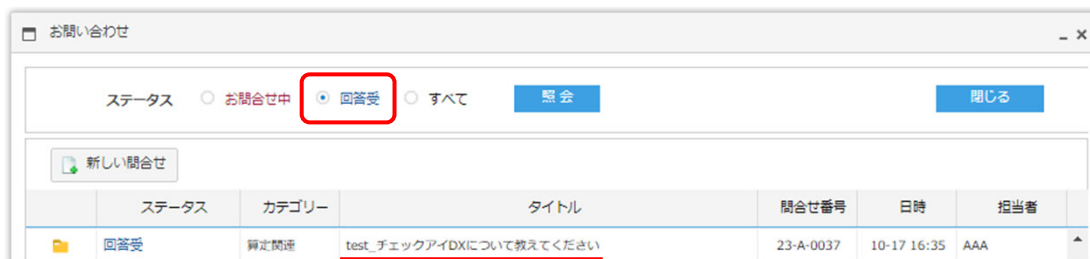 お問い合わせ
ステータス お問合せ中 回答受 すべて 照会 閉じる
新しい問合せ
ステータス カテゴリー タイトル 問合せ番号 日時 担当者
回答受 算定関連 test_チェックアイDXについて教えてください 23-A-0037 10-17 16:35 AAA